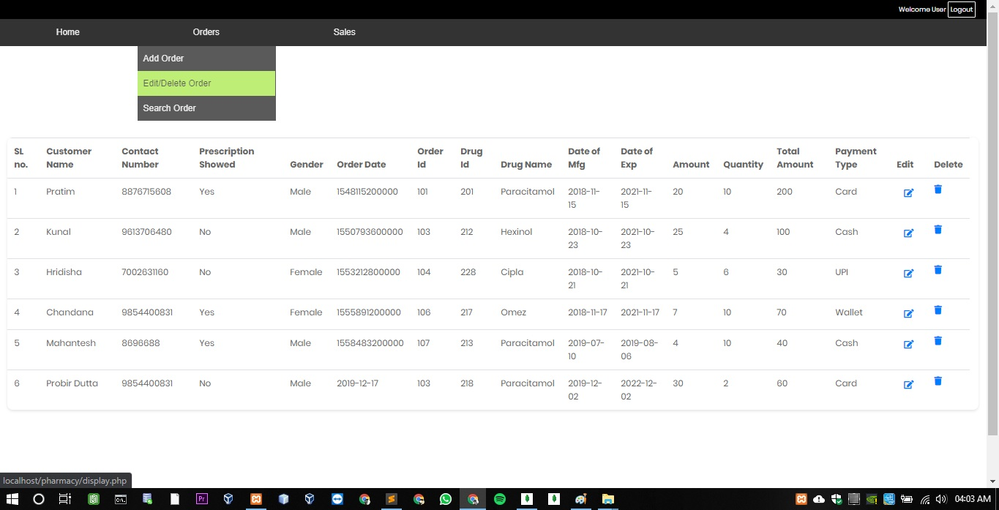 Welcome User Logout
Home Orders Sales
Add Order
Edit/Delete Order
Search Order
SL no. Customer Name Contact Number Prescription Showed Gender Order Date Order Id Drug Id Drug Name Date of Mfg Date of Exp Amount Quantity Total Amount Payment Type Edit Delete
1 Pratim 8876715608 Yes Male 1548115200000 101 201 Paracitamol 2018-11-15 2021-11-15 20 10 200 Card
2 Kunal 9613706480 No Male 1550793600000 103 212 Hexinol 2018-10-23 2021-10-23 25 4 100 Cash
3 Hridisha 7002631160 No Female 1553212800000 104 228 Cipla 2018-10-21 2021-10-21 5 6 30 UPI
4 Chandana 9854400831 Yes Female 1555891200000 106 217 Omez 2018-11-17 2021-11-17 7 10 70 Wallet
5 Mahantesh 8696688 Yes Male 1558483200000 107 213 Paracitamol 2019-07-10 2019-08-06 4 10 40 Cash
6 Probir Dutta 9854400831 No Male 2019-12-17 103 218 Paracitamol 2019-12-02 2022-12-02 30 2 60 Card
localhost/pharmacy/display.php
Pr
04:03 AM